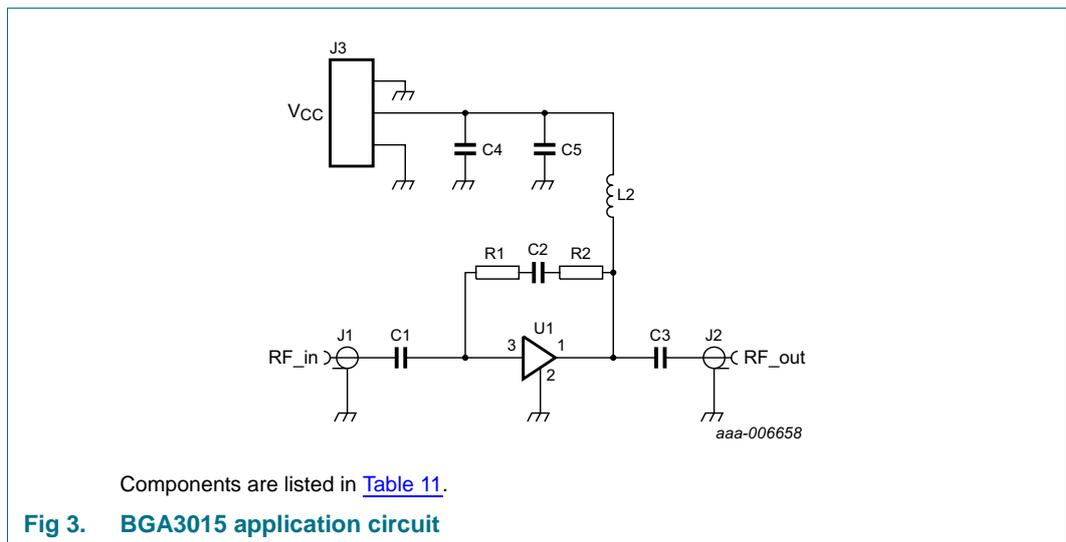 J3
VCC
C4
C5
L2
R1
C2
R2
U1
J1
C1
C3
J2
RF_in
3
1
RF_out
2
aaa-006658
Components are listed in Table 11.
Fig 3. BGA3015 application circuit